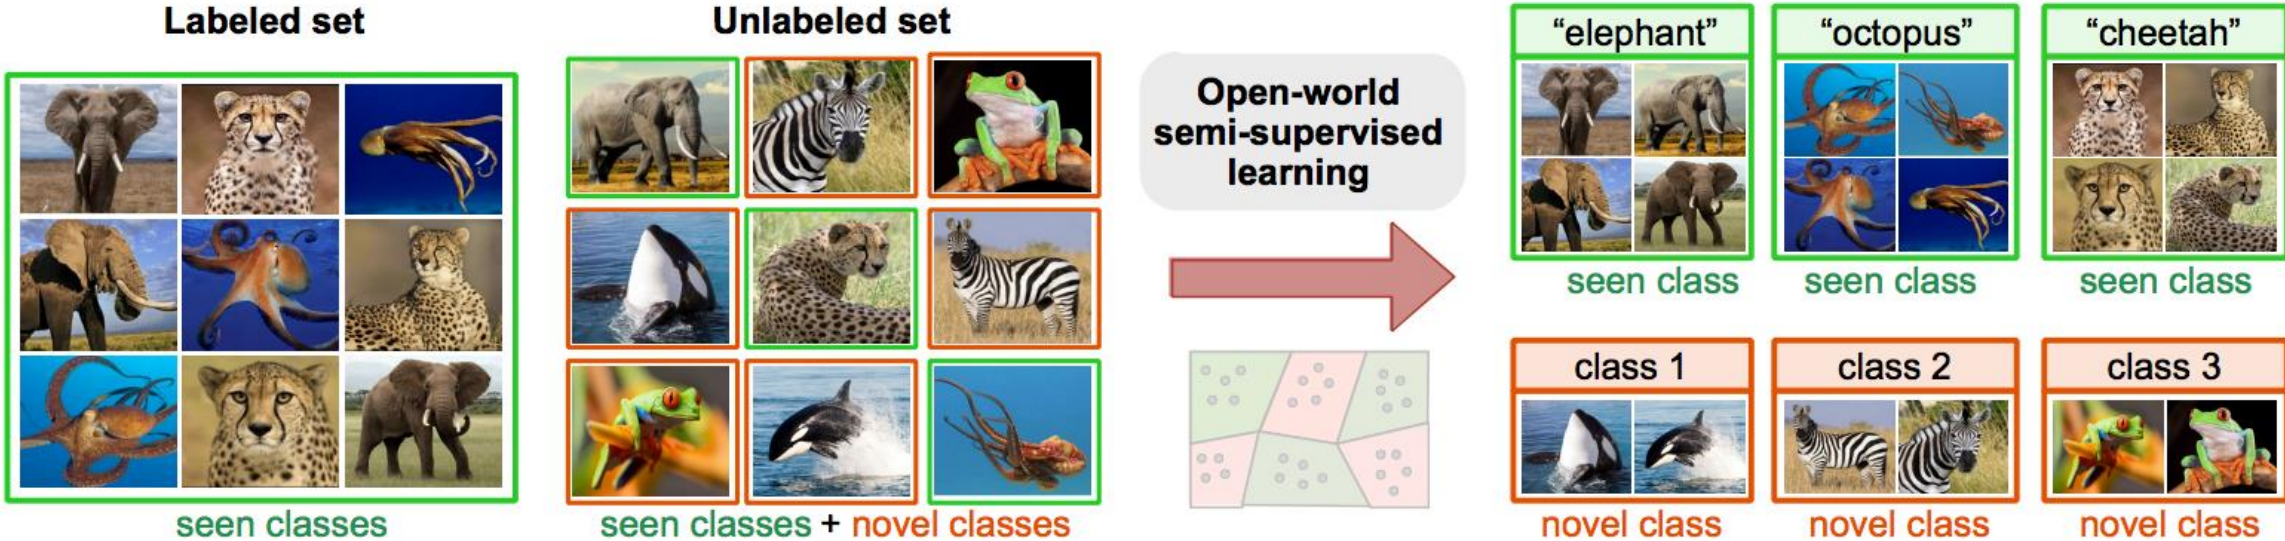 Labeled set
seen classes
Unlabeled set
seen classes + novel classes
Open-world
semi-supervised
learning
“elephant”
seen class
“octopus”
seen class
“cheetah”
seen class
class 1
novel class
class 2
novel class
class 3
novel class